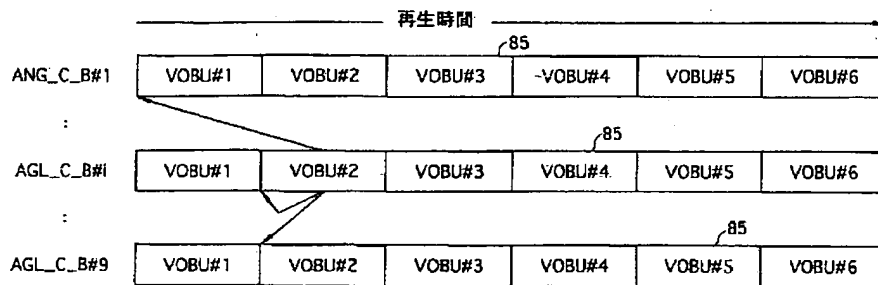 再生時間
85
ANG_C_B#1 VOBU#1 VOBU#2 VOBU#3 ~VOBU#4 VOBU#5 VOBU#6
:
85
AGL_C_B#i VOBU#1 VOBU#2 VOBU#3 VOBU#4 VOBU#5 VOBU#6
:
85
AGL_C_B#9 VOBU#1 VOBU#2 VOBU#3 VOBU#4 VOBU#5 VOBU#6